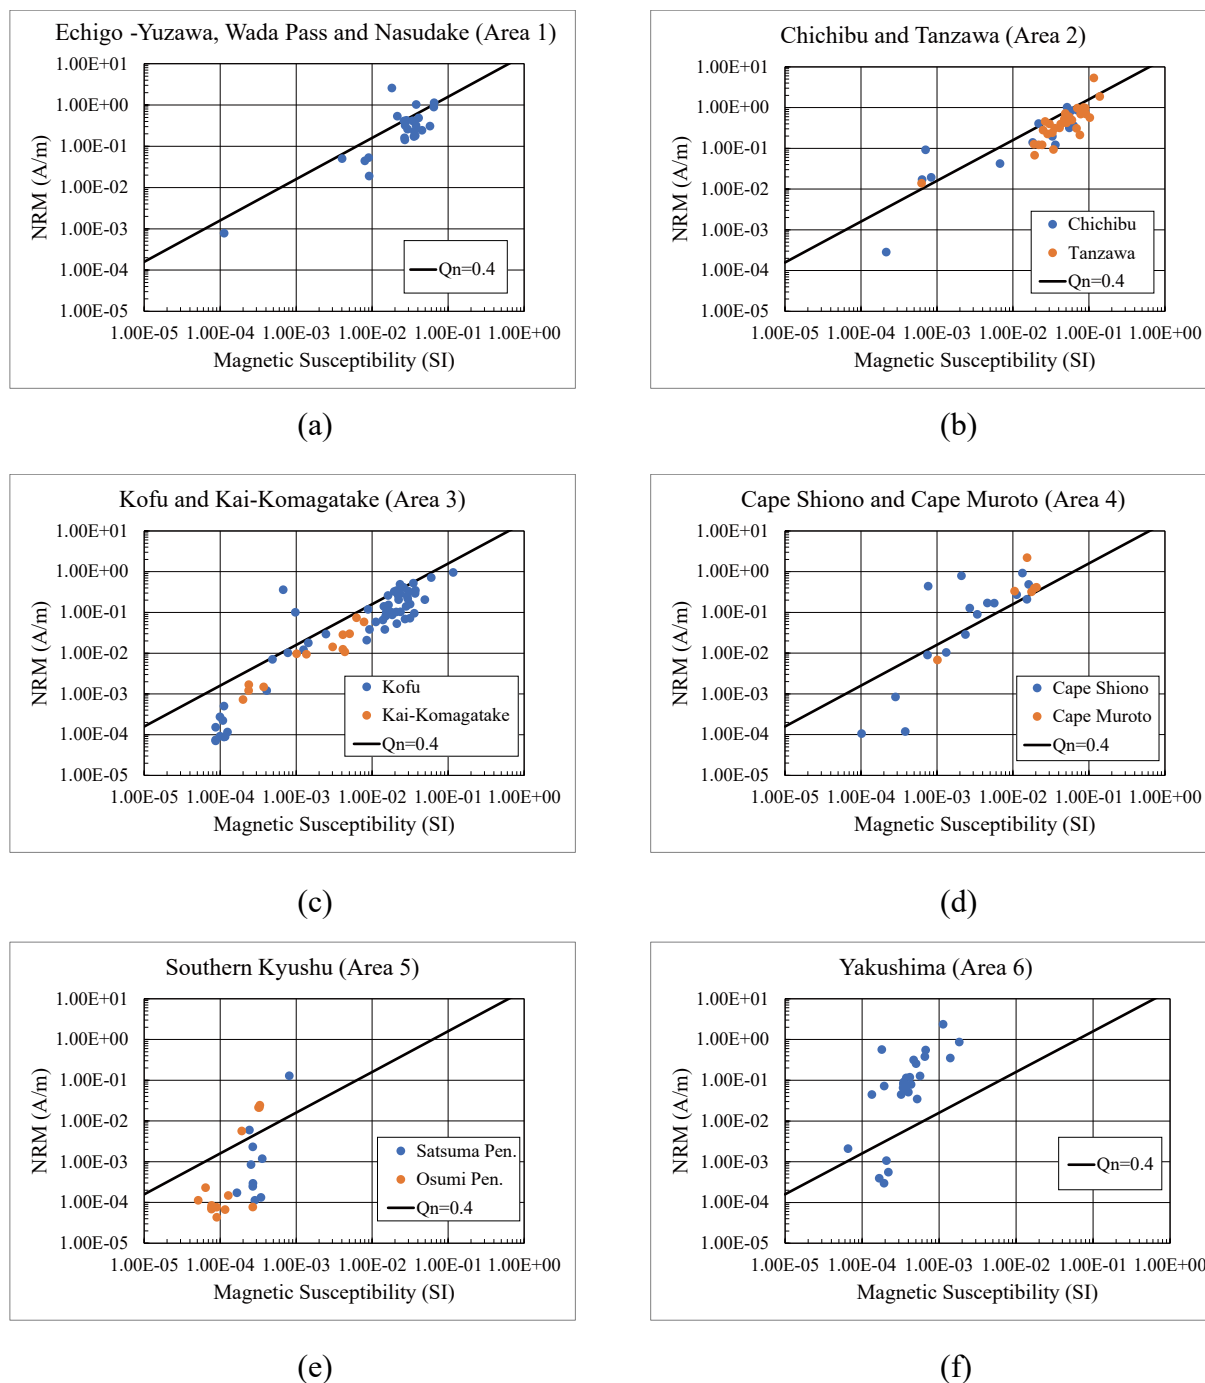 Echigo -Yuzawa, Wada Pass and Nasudake (Area 1)
1.00E+01
1.00E+00
1.00E-01
1.00E-02
1.00E-03
1.00E-04
1.00E-05
NRM (A/m)
Qn=0.4
1.00E-05 1.00E-04 1.00E-03 1.00E-02 1.00E-01 1.00E+00
Magnetic Susceptibility (SI)
(a)
Chichibu and Tanzawa (Area 2)
1.00E+01
1.00E+00
1.00E-01
1.00E-02
1.00E-03
1.00E-04
1.00E-05
NRM (A/m)
Chichibu
Tanzawa
Qn=0.4
1.00E-05 1.00E-04 1.00E-03 1.00E-02 1.00E-01 1.00E+00
Magnetic Susceptibility (SI)
(b)
Kofu and Kai-Komagatake (Area 3)
1.00E+01
1.00E+00
1.00E-01
1.00E-02
1.00E-03
1.00E-04
1.00E-05
NRM (A/m)
Kofu
Kai-Komagatake
Qn=0.4
1.00E-05 1.00E-04 1.00E-03 1.00E-02 1.00E-01 1.00E+00
Magnetic Susceptibility (SI)
(c)
Cape Shiono and Cape Muroto (Area 4)
1.00E+01
1.00E+00
1.00E-01
1.00E-02
1.00E-03
1.00E-04
1.00E-05
NRM (A/m)
Cape Shiono
Cape Muroto
Qn=0.4
1.00E-05 1.00E-04 1.00E-03 1.00E-02 1.00E-01 1.00E+00
Magnetic Susceptibility (SI)
(d)
Southern Kyushu (Area 5)
1.00E+01
1.00E+00
1.00E-01
1.00E-02
1.00E-03
1.00E-04
1.00E-05
NRM (A/m)
Satsuma Pen.
Osumi Pen.
Qn=0.4
1.00E-05 1.00E-04 1.00E-03 1.00E-02 1.00E-01 1.00E+00
Magnetic Susceptibility (SI)
(e)
Yakushima (Area 6)
1.00E+01
1.00E+00
1.00E-01
1.00E-02
1.00E-03
1.00E-04
1.00E-05
NRM (A/m)
Qn=0.4
1.00E-05 1.00E-04 1.00E-03 1.00E-02 1.00E-01 1.00E+00
Magnetic Susceptibility (SI)
(f)